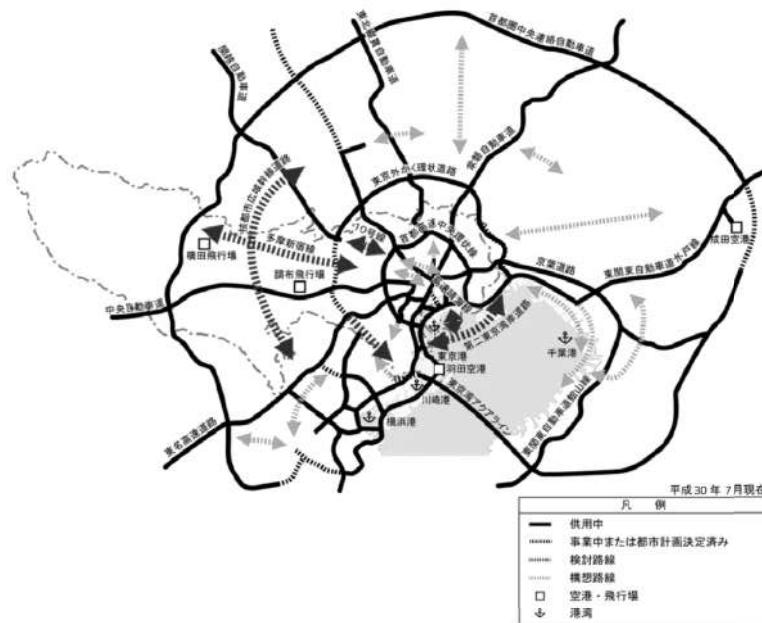 首都圏中央連絡自動車道
東北縦貫自動車道
関越自動車道
常磐自動車道
東京外かく環状道路
核都市広域幹線道路
10号線
首都高速中央環状線
多摩新宿線
横田飛行場
調布飛行場
成田空港
京葉道路
東関東自動車道水戸線
中央自動車道
第二東京湾岸道路
千葉港
東京港
羽田空港
川崎港
東京湾アクアライン
横浜港
東関東自動車道館山線
東名高速道路
平成30年7月現在
凡 例
供用中
事業中または都市計画決定済み
検討路線
構想路線
空港・飛行場
港湾